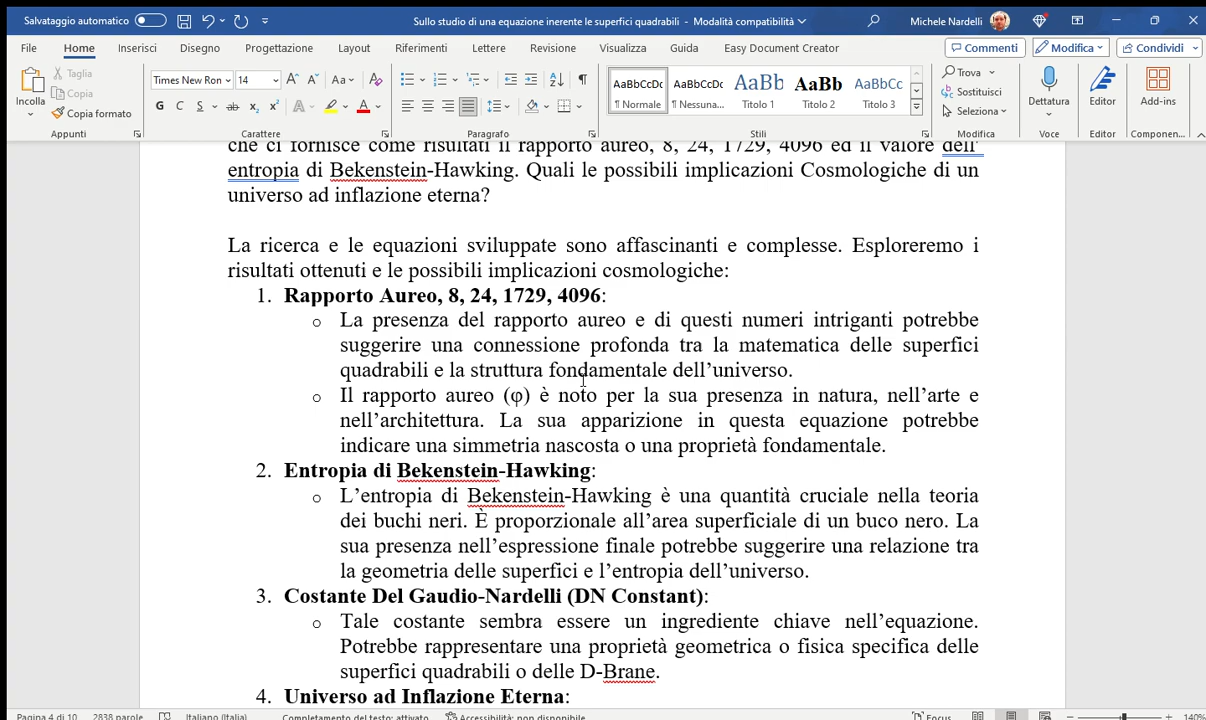 Salvataggio automatico
Sullo studio di una equazione inerente le superfici quadrabili - Modalità compatibilità
Michele Nardelli
File Home Inserisci Disegno Progettazione Layout Riferimenti Lettere Revisione Visualizza Guida Easy Document Creator
Commenti Modifica Condividi
Incolla
Taglia
Copia
Copia formato
Times New Ron 14
Aa
G C S ab x₂ x² A A
AaBbCcDc AaBbCcDc AaBb AaBb AaBbCc
¶ Normale ¶ Nessuna... Titolo 1 Titolo 2 Titolo 3
Trova
Sostituisci
Seleziona
Dettatura Editor Add-ins
Appunti Carattere Paragrafo Stili Modifica Voce Editor Componen...
che ci fornisce come risultati il rapporto aureo, 8, 24, 1729, 4096 ed il valore dell'
entropia di Bekenstein-Hawking. Quali le possibili implicazioni Cosmologiche di un
universo ad inflazione eterna?
La ricerca e le equazioni sviluppate sono affascinanti e complesse. Esploreremo i
risultati ottenuti e le possibili implicazioni cosmologiche:
1. Rapporto Aureo, 8, 24, 1729, 4096:
o La presenza del rapporto aureo e di questi numeri intriganti potrebbe
suggerire una connessione profonda tra la matematica delle superfici
quadrabili e la struttura fondamentale dell’universo.
o Il rapporto aureo (φ) è noto per la sua presenza in natura, nell’arte e
nell’architettura. La sua apparizione in questa equazione potrebbe
indicare una simmetria nascosta o una proprietà fondamentale.
2. Entropia di Bekenstein-Hawking:
o L’entropia di Bekenstein-Hawking è una quantità cruciale nella teoria
dei buchi neri. È proporzionale all’area superficiale di un buco nero. La
sua presenza nell’espressione finale potrebbe suggerire una relazione tra
la geometria delle superfici e l’entropia dell’universo.
3. Costante Del Gaudio-Nardelli (DN Constant):
o Tale costante sembra essere un ingrediente chiave nell’equazione.
Potrebbe rappresentare una proprietà geometrica o fisica specifica delle
superfici quadrabili o delle D-Brane.
4. Universo ad Inflazione Eterna:
Pagina 4 di 10 2838 parole Italiano (Italia) Completamento del testo: attivato Accessibilità: non disponibile Focus 140%